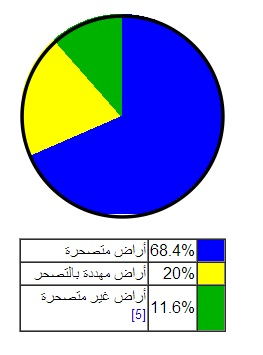 أراض متصحرة 68.4%
أراض مهددة بالتصحر 20%
أراض غير متصحرة 11.6%
[5]